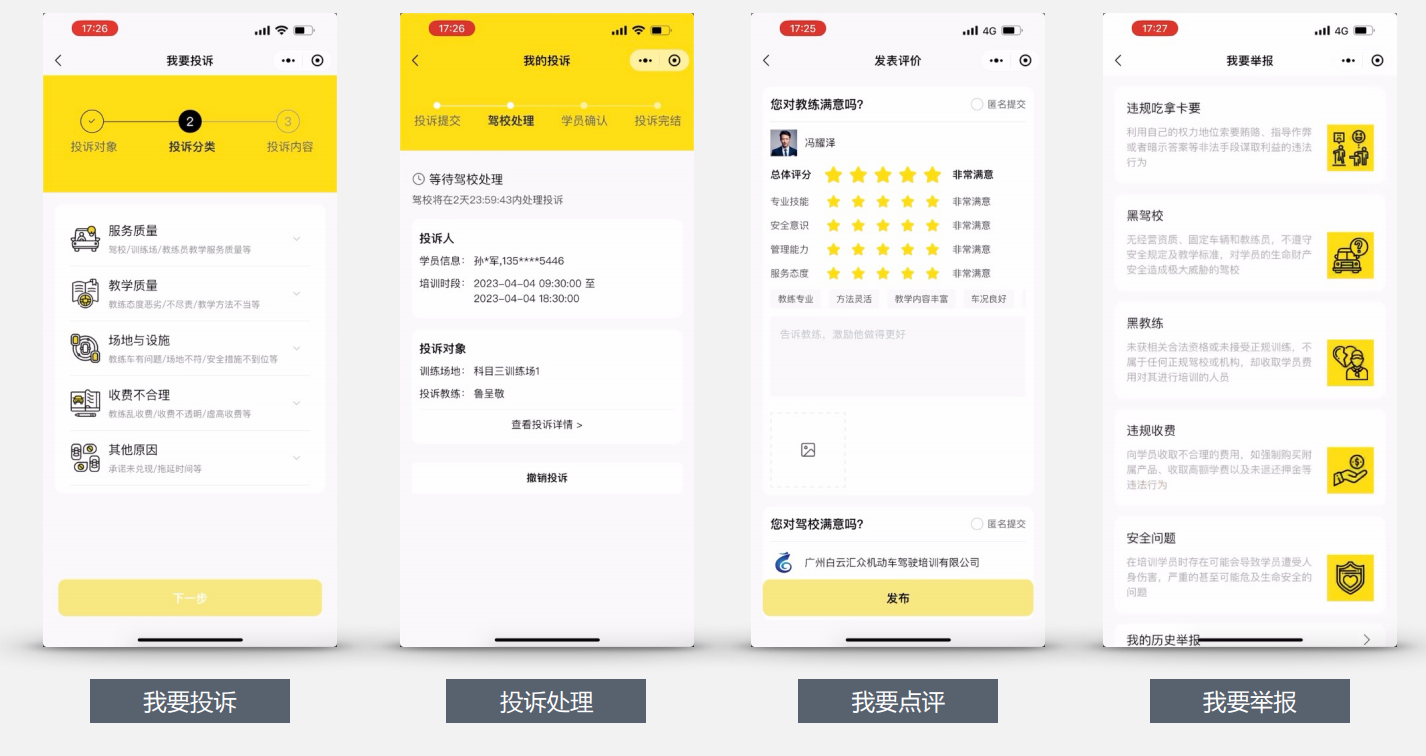 17:26
我要投诉
2
3
投诉对象
投诉分类
投诉内容
服务质量
驾校/训练场/教练员教学服务质量等
教学质量
教练态度恶劣/不尽责/教学方法不当等
场地与设施
教练车有问题/场地不符/安全措施不到位等
收费不合理
教练乱收费/收费不透明/虚高收费等
其他原因
承诺未兑现/拖延时间等
下一步
我要投诉
17:26
我的投诉
投诉提交
驾校处理
学员确认
投诉完结
等待驾校处理
驾校将在2天23:59:43内处理投诉
投诉人
学员信息: 孙*军,135****5446
培训时段: 2023-04-04 09:30:00 至
2023-04-04 18:30:00
投诉对象
训练场地: 科目三训练场1
投诉教练: 鲁呈敬
查看投诉详情 >
撤销投诉
投诉处理
17:25
4G
发表评价
您对教练满意吗?
匿名提交
冯耀泽
总体评分
非常满意
专业技能
非常满意
安全意识
非常满意
管理能力
非常满意
服务态度
非常满意
教练专业
方法灵活
教学内容丰富
车况良好
告诉教练, 激励他做得更好
您对驾校满意吗?
匿名提交
广州白云汇众机动车驾驶培训有限公司
发布
我要点评
17:27
4G
我要举报
违规吃拿卡要
利用自己的权力地位索要贿赂、指导作弊
或者暗示答案等非法手段谋取利益的违法
行为
黑驾校
无经营资质、固定车辆和教练员, 不遵守
安全规定及教学标准, 对学员的生命财产
安全造成极大威胁的驾校
黑教练
未获相关合法资格或未接受正规训练, 不
属于任何正规驾校或机构, 却收取学员费
用对其进行培训的人员
违规收费
向学员收取不合理的费用, 如强制购买附
属产品、收取高额学费以及未退还押金等
违法行为
安全问题
在培训学员时存在可能会导致学员遭受人
身伤害, 严重的甚至可能危及生命安全的
问题
我的历史举报
我要举报